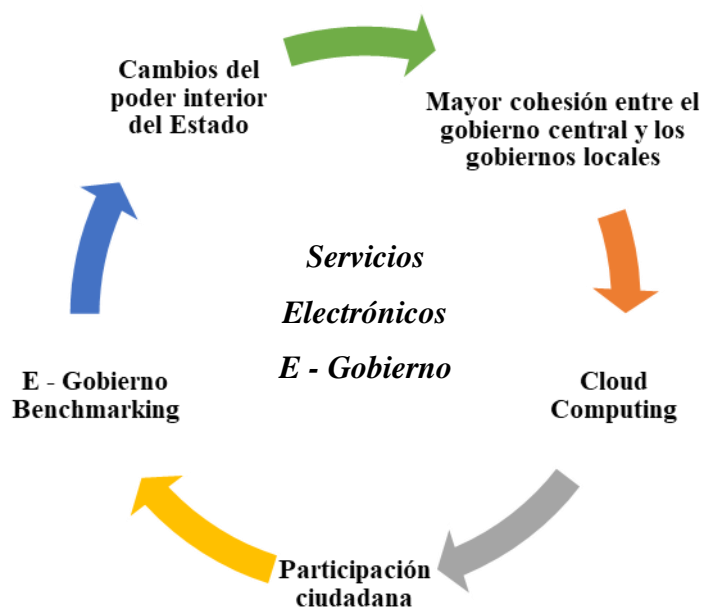 Cambios del
poder interior
del Estado
Mayor cohesión entre el
gobierno central y los
gobiernos locales
Servicios
Electrónicos
E - Gobierno
Cloud
Computing
Participación
ciudadana
E - Gobierno
Benchmarking